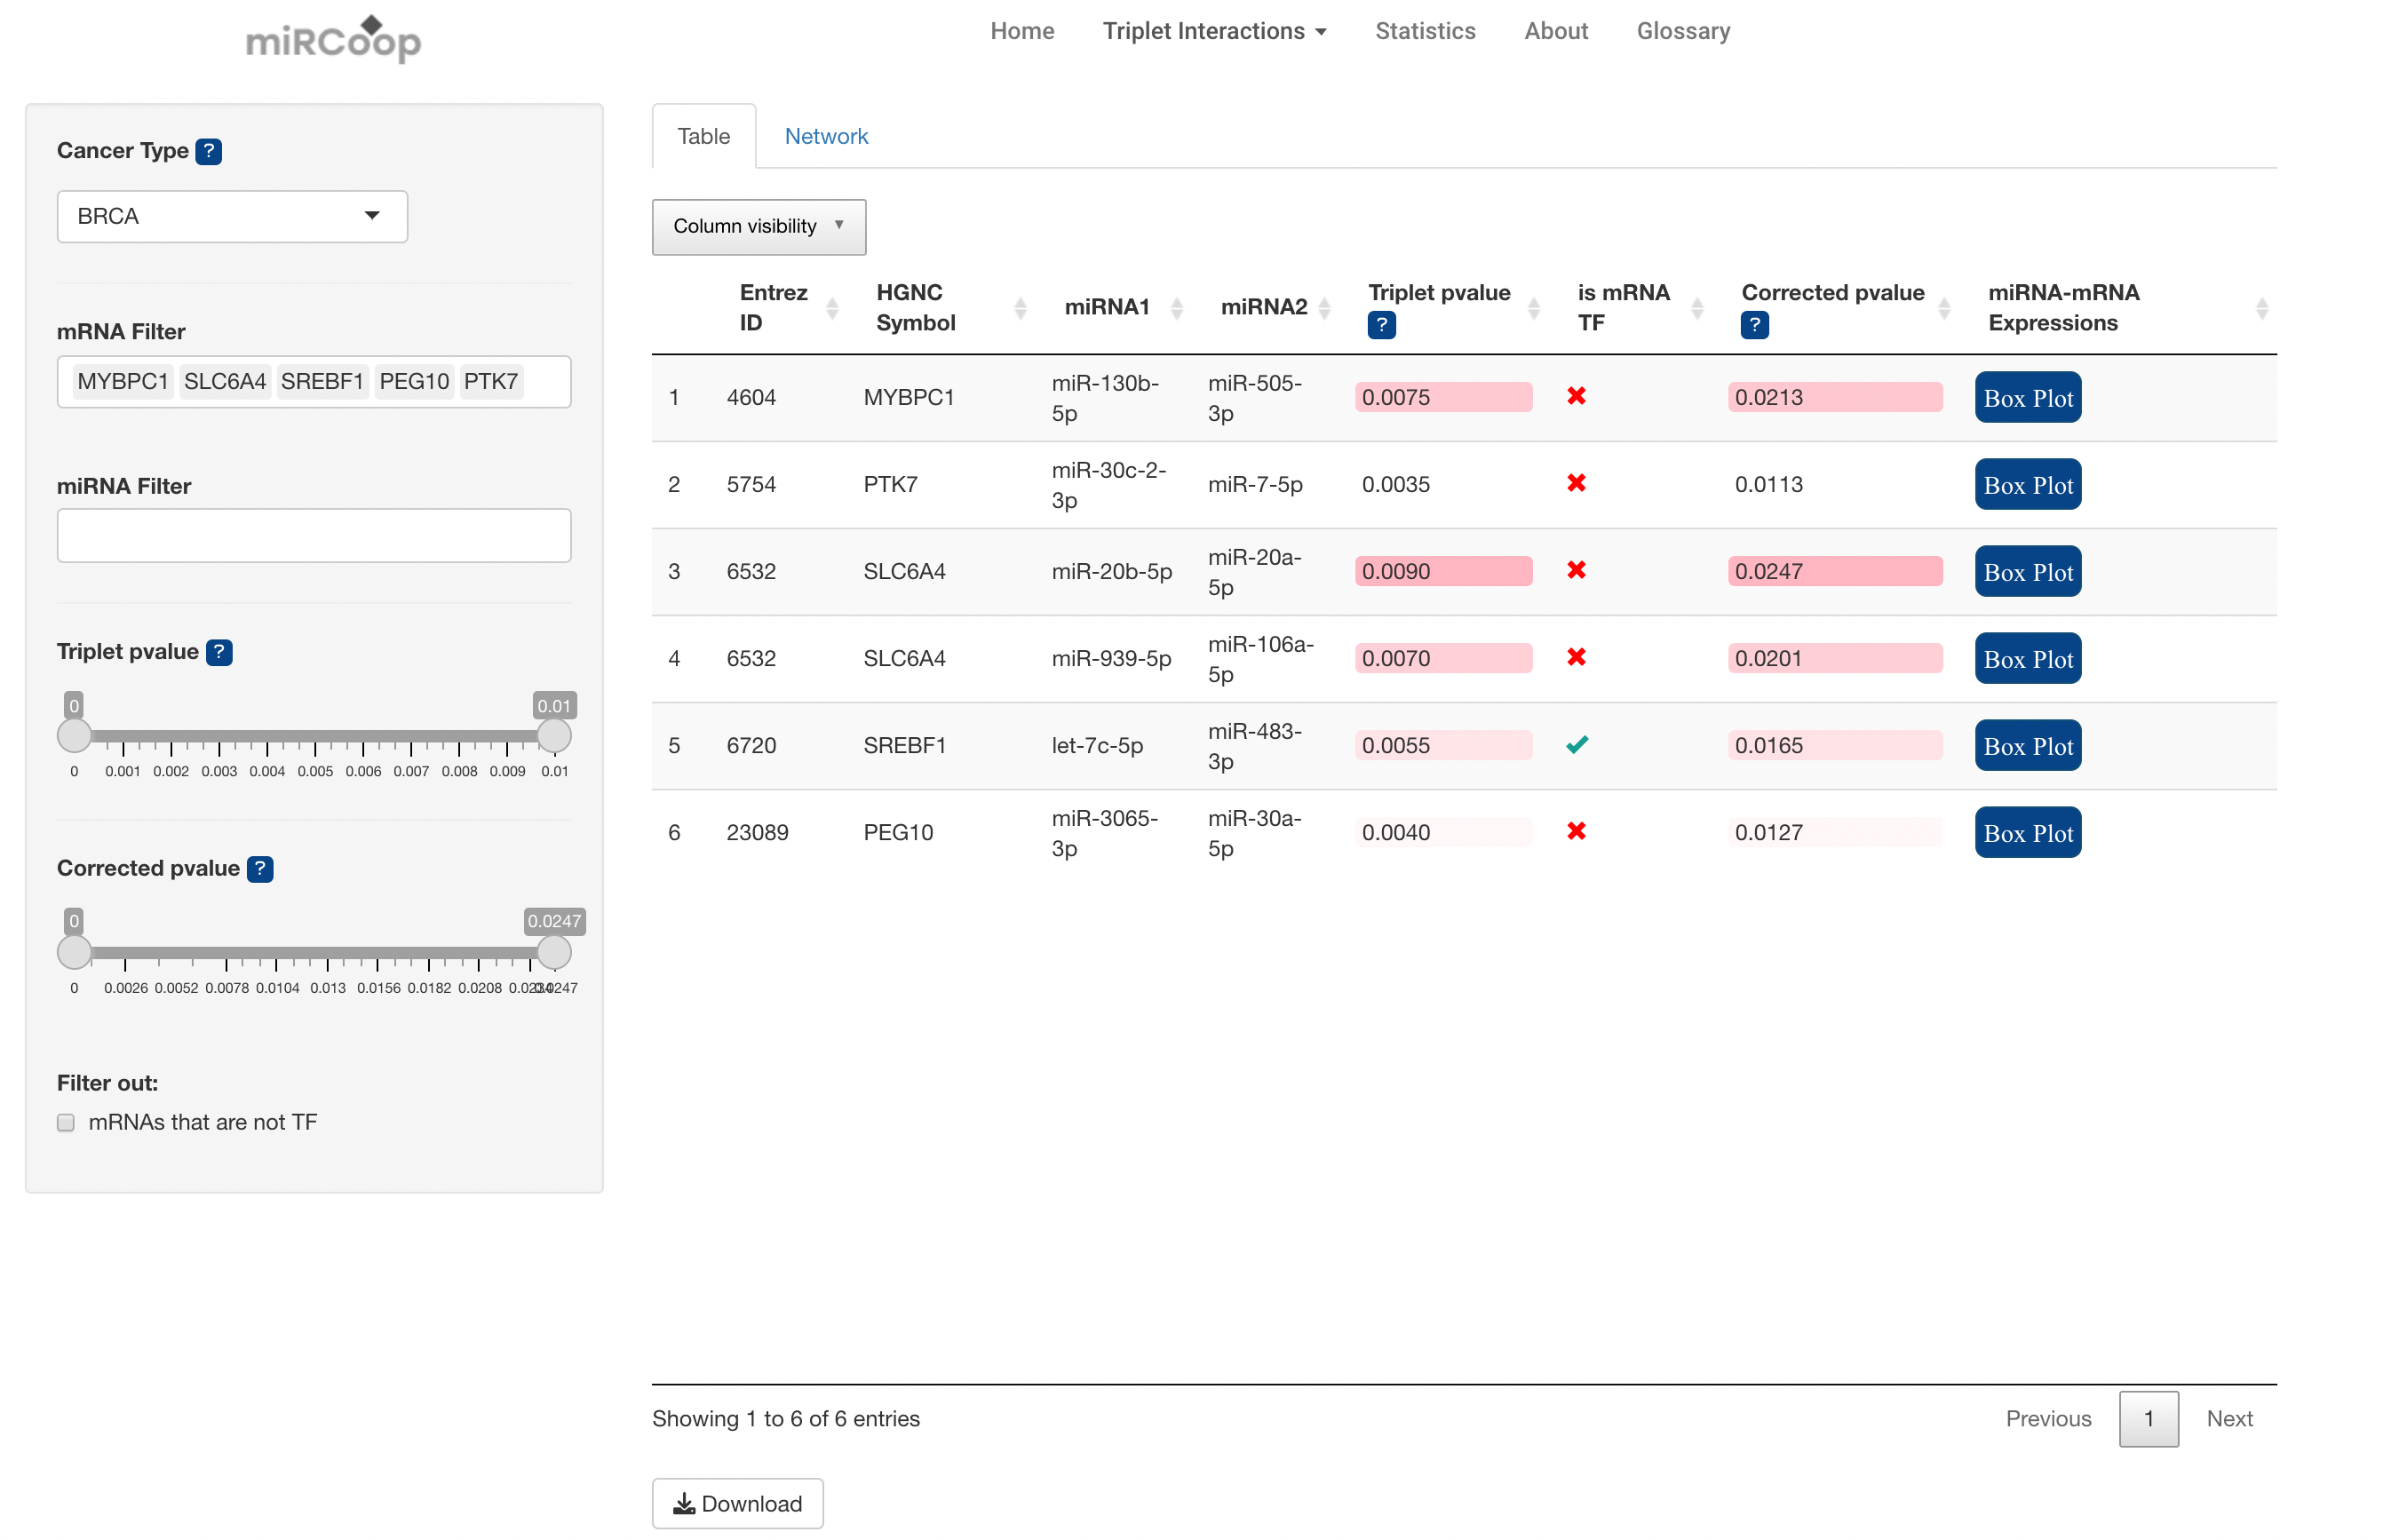 miRCoop
Home Triplet Interactions Statistics About Glossary
Cancer Type ?
BRCA
mRNA Filter
MYBPC1 SLC6A4 SREBF1 PEG10 PTK7
miRNA Filter
Triplet pvalue ?
0 0.01
0 0.001 0.002 0.003 0.004 0.005 0.006 0.007 0.008 0.009 0.01
Corrected pvalue ?
0 0.0247
0 0.0026 0.0052 0.0078 0.0104 0.013 0.0156 0.0182 0.0208
Filter out:
mRNAs that are not TF
Table Network
Column visibility
Entrez ID HGNC Symbol miRNA1 miRNA2 Triplet pvalue ? is mRNA TF Corrected pvalue ? miRNA-mRNA Expressions
1 4604 MYBPC1 miR-130b-5p miR-505-3p 0.0075 0.0213 Box Plot
2 5754 PTK7 miR-30c-2-3p miR-7-5p 0.0035 0.0113 Box Plot
3 6532 SLC6A4 miR-20b-5p miR-20a-5p 0.0090 0.0247 Box Plot
4 6532 SLC6A4 miR-939-5p miR-106a-5p 0.0070 0.0201 Box Plot
5 6720 SREBF1 let-7c-5p miR-483-3p 0.0055 0.0165 Box Plot
6 23089 PEG10 miR-3065-3p miR-30a-5p 0.0040 0.0127 Box Plot
Showing 1 to 6 of 6 entries
Previous 1 Next
Download